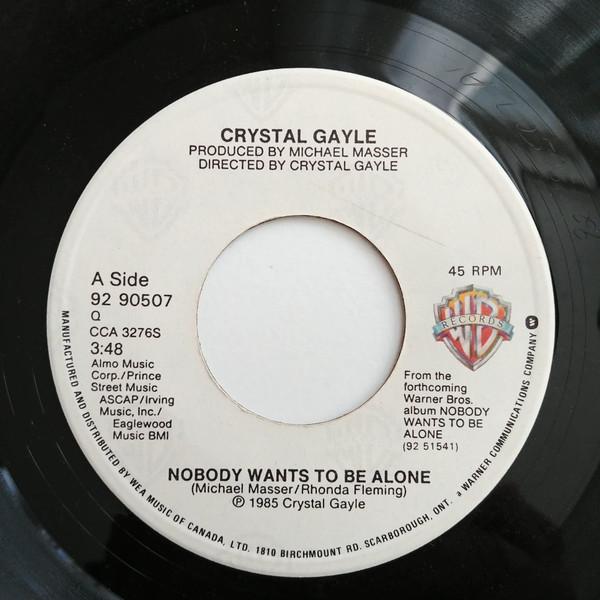 CRYSTAL GAYLE
PRODUCED BY MICHAEL MASSER
DIRECTED BY CRYSTAL GAYLE
A Side
92 90507
Q
CCA 3276S
3:48
Almo Music
Corp./Prince
Street Music
ASCAP/Irving
Music, Inc./
Eaglewood
Music BMI
45 RPM
WB
RECORDS
From the
forthcoming
Warner Bros.
album NOBODY
WANTS TO BE
ALONE
(92 51541)
NOBODY WANTS TO BE ALONE
(Michael Masser/Rhonda Fleming)
℗ 1985 Crystal Gayle
MANUFACTURED AND DISTRIBUTED BY WEA MUSIC OF CANADA, LTD. 1810 BIRCHMOUNT RD. SCARBOROUGH, ONT. a WARNER COMMUNICATIONS COMPANY